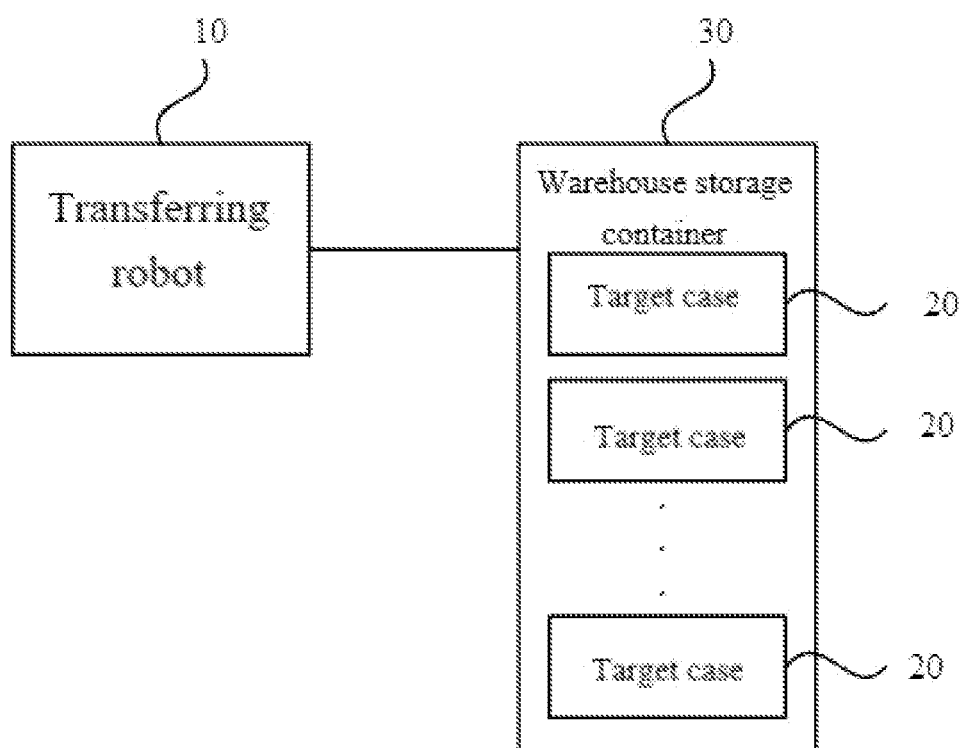 10
30
Transferring
robot
Warehouse storage
container
Target case
20
Target case
20
Target case
20